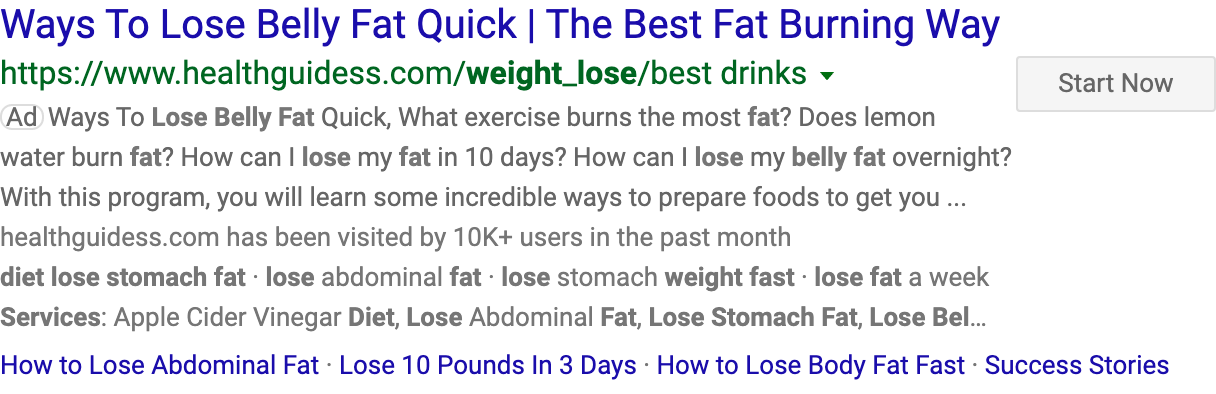 Ways To Lose Belly Fat Quick | The Best Fat Burning Way
https://www.healthguidess.com/weight_lose/best drinks
Start Now
Ad Ways To Lose Belly Fat Quick, What exercise burns the most fat? Does lemon
water burn fat? How can I lose my fat in 10 days? How can I lose my belly fat overnight?
With this program, you will learn some incredible ways to prepare foods to get you ...
healthguidess.com has been visited by 10K+ users in the past month
diet lose stomach fat · lose abdominal fat · lose stomach weight fast · lose fat a week
Services: Apple Cider Vinegar Diet, Lose Abdominal Fat, Lose Stomach Fat, Lose Bel…
How to Lose Abdominal Fat · Lose 10 Pounds In 3 Days · How to Lose Body Fat Fast · Success Stories